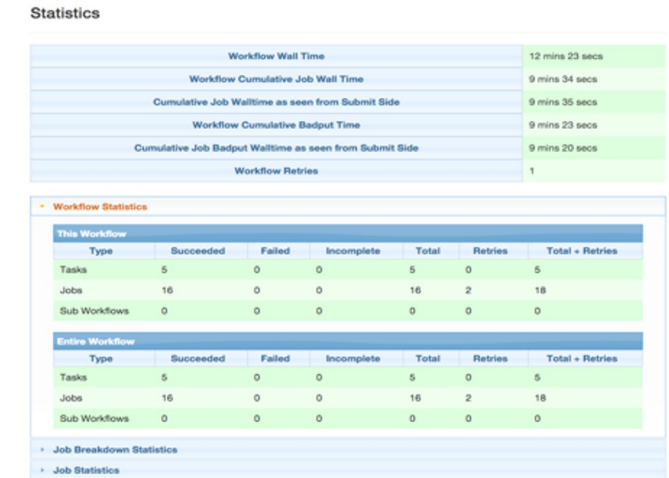 Statistics
Workflow Wall Time 12 mins 23 secs
Workflow Cumulative Job Wall Time 9 mins 34 secs
Cumulative Job Walltime as seen from Submit Side 9 mins 35 secs
Workflow Cumulative Badput Time 9 mins 23 secs
Cumulative Job Badput Walltime as seen from Submit Side 9 mins 20 secs
Workflow Retries 1
Workflow Statistics
This Workflow
Type Succeeded Failed Incomplete Total Retries Total + Retries
Tasks 5 0 0 5 0 5
Jobs 16 0 0 16 2 18
Sub Workflows 0 0 0 0 0 0
Entire Workflow
Type Succeeded Failed Incomplete Total Retries Total + Retries
Tasks 5 0 0 5 0 5
Jobs 16 0 0 16 2 18
Sub Workflows 0 0 0 0 0 0
Job Breakdown Statistics
Job Statistics